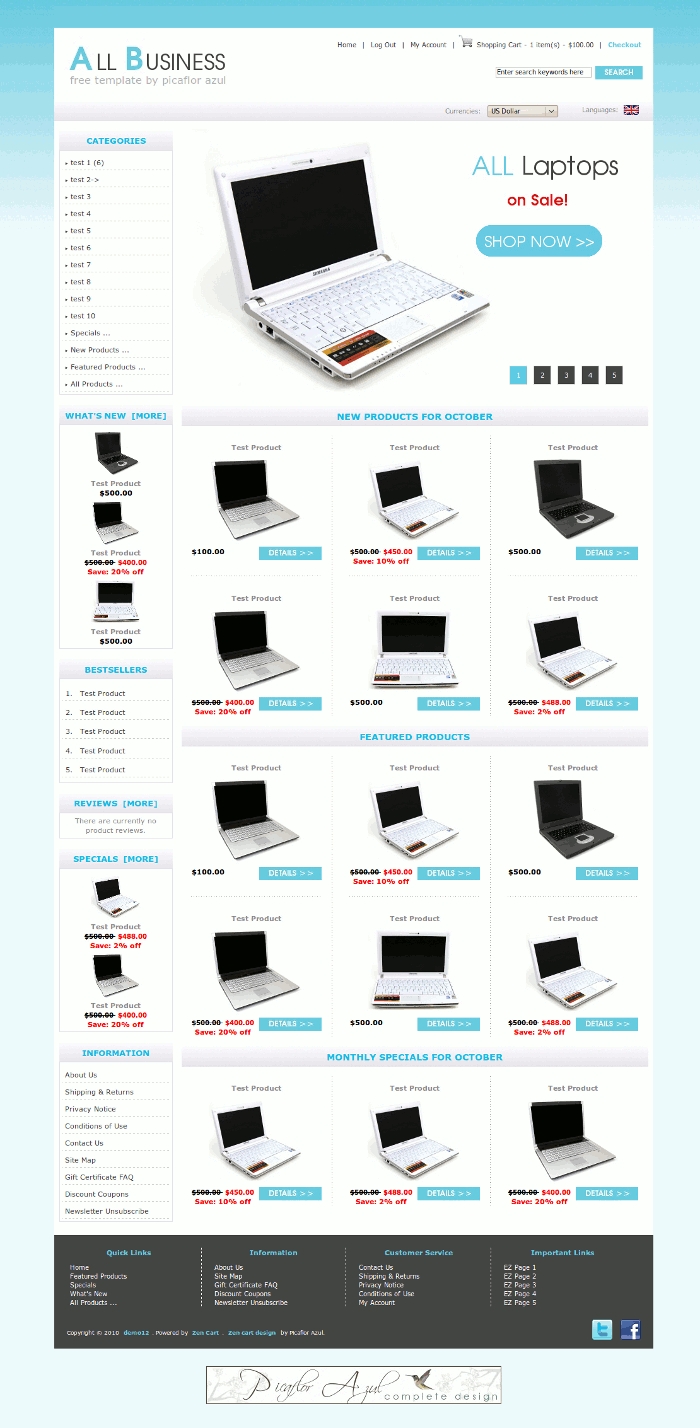 Home | Log Out | My Account | Shopping Cart - 1 item(s) - $100.00 | Checkout
ALL BUSINESS
free template by picaflor azul
Enter search keywords here SEARCH
Currencies: US Dollar Languages:
CATEGORIES
test 1 (6)
test 2->
test 3
test 4
test 5
test 6
test 7
test 8
test 9
test 10
Specials ...
New Products ...
Featured Products ...
All Products ...
ALL Laptops
on Sale!
SHOP NOW >>
SAMSUNG
1 2 3 4 5
WHAT'S NEW [MORE]
Test Product
$500.00
Test Product
$500.00 $400.00
Save: 20% off
Test Product
$500.00
BESTSELLERS
1. Test Product
2. Test Product
3. Test Product
4. Test Product
5. Test Product
REVIEWS [MORE]
There are currently no
product reviews.
SPECIALS [MORE]
Test Product
$500.00 $488.00
Save: 2% off
Test Product
$500.00 $400.00
Save: 20% off
INFORMATION
About Us
Shipping & Returns
Privacy Notice
Conditions of Use
Contact Us
Site Map
Gift Certificate FAQ
Discount Coupons
Newsletter Unsubscribe
NEW PRODUCTS FOR OCTOBER
Test Product Test Product Test Product
$100.00 DETAILS >> $500.00 $450.00 DETAILS >> $500.00 DETAILS >>
Save: 10% off
Test Product Test Product Test Product
$500.00 $400.00 DETAILS >> $500.00 DETAILS >> $500.00 $488.00 DETAILS >>
Save: 20% off Save: 2% off
FEATURED PRODUCTS
Test Product Test Product Test Product
$100.00 DETAILS >> $500.00 $450.00 DETAILS >> $500.00 DETAILS >>
Save: 10% off
Test Product Test Product Test Product
$500.00 $400.00 DETAILS >> $500.00 DETAILS >> $500.00 $488.00 DETAILS >>
Save: 20% off Save: 2% off
MONTHLY SPECIALS FOR OCTOBER
Test Product Test Product Test Product
$500.00 $450.00 DETAILS >> $500.00 $488.00 DETAILS >> $500.00 $400.00 DETAILS >>
Save: 10% off Save: 2% off Save: 20% off
Quick Links
Home
Featured Products
Specials
What's New
All Products ...
Information
About Us
Site Map
Gift Certificate FAQ
Discount Coupons
Newsletter Unsubscribe
Customer Service
Contact Us
Shipping & Returns
Privacy Notice
Conditions of Use
My Account
Important Links
EZ Page 1
EZ Page 2
EZ Page 3
EZ Page 4
EZ Page 5
Copyright © 2010 demo12 . Powered by Zen Cart . Zen cart design by Picaflor Azul.
t f
Picaflor Azul
complete design